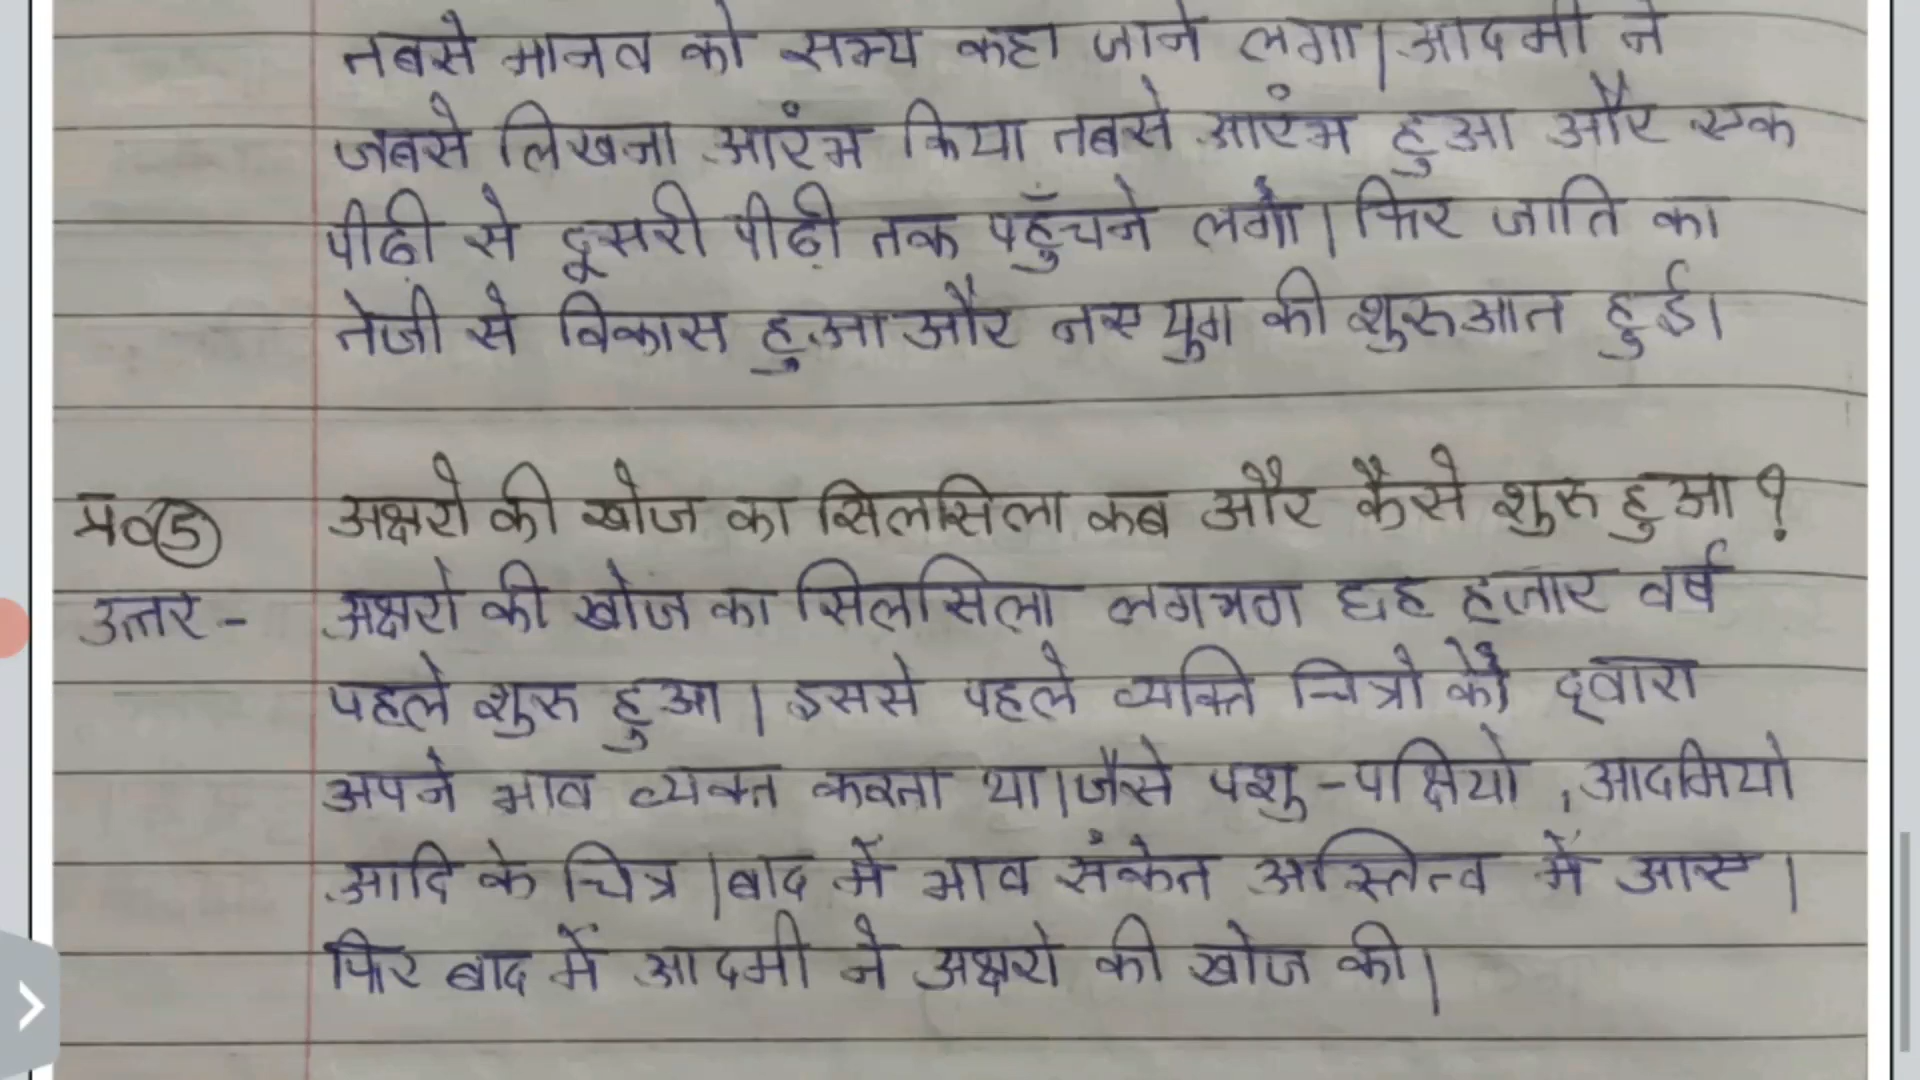 तबसे मानव को सभ्य कहा जाने लगा। आदमी ने
जबसे लिखना आरंभ किया तबसे आरंभ हुआ और एक
पीढी से दूसरी पीढ़ी तक पहुँचने लगी। फिर जाति का
तेजी से विकास हुआ और नए युग की शुरुआत हुई।
प्र०5 अक्षरो की खोज का सिलसिला कब और कैसे शुरु हुआ ?
उत्तर - अक्षरो की खोज का सिलसिला लगभग छह हजार वर्ष
पहले शुरु हुआ। इससे पहले व्यक्ति चित्रो के द्वारा
अपने भाव व्यक्त करता था। जैसे पशु-पक्षियो , आदमियो
आदि के चित्र। बाद में भाव संकेत अस्तित्व में आए।
फिर बाद में आदमी ने अक्षरो की खोज की।